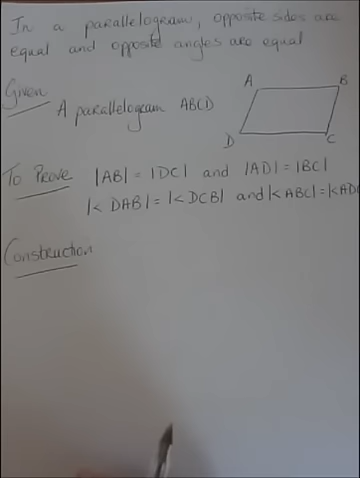 In a parallelogram, opposite sides are
equal and opposite angles are equal
Given
A parallelogram ABCD
A B
D C
To Prove |AB| = |DC| and |AD| = |BC|
|< DAB| = |< DCB| and |< ABC| = |< AD
Construction